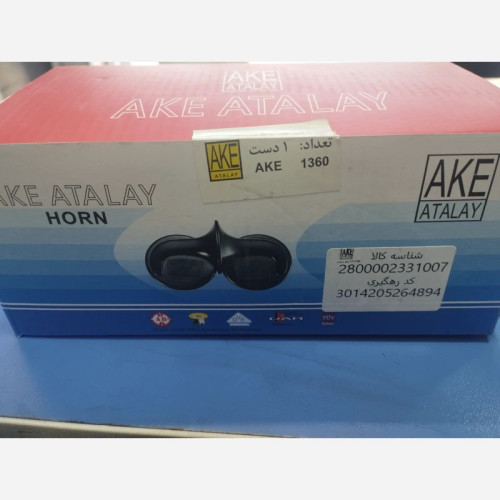 AKE
ATALAY
AKE ATALAY
AKE ATALAY
HORN
AKE
ATALAY
تعداد: ۱ دست
AKE 1360
AKE
ATALAY
AKE
شناسه کالا
2800002331007
کد رهگیری
3014205264894